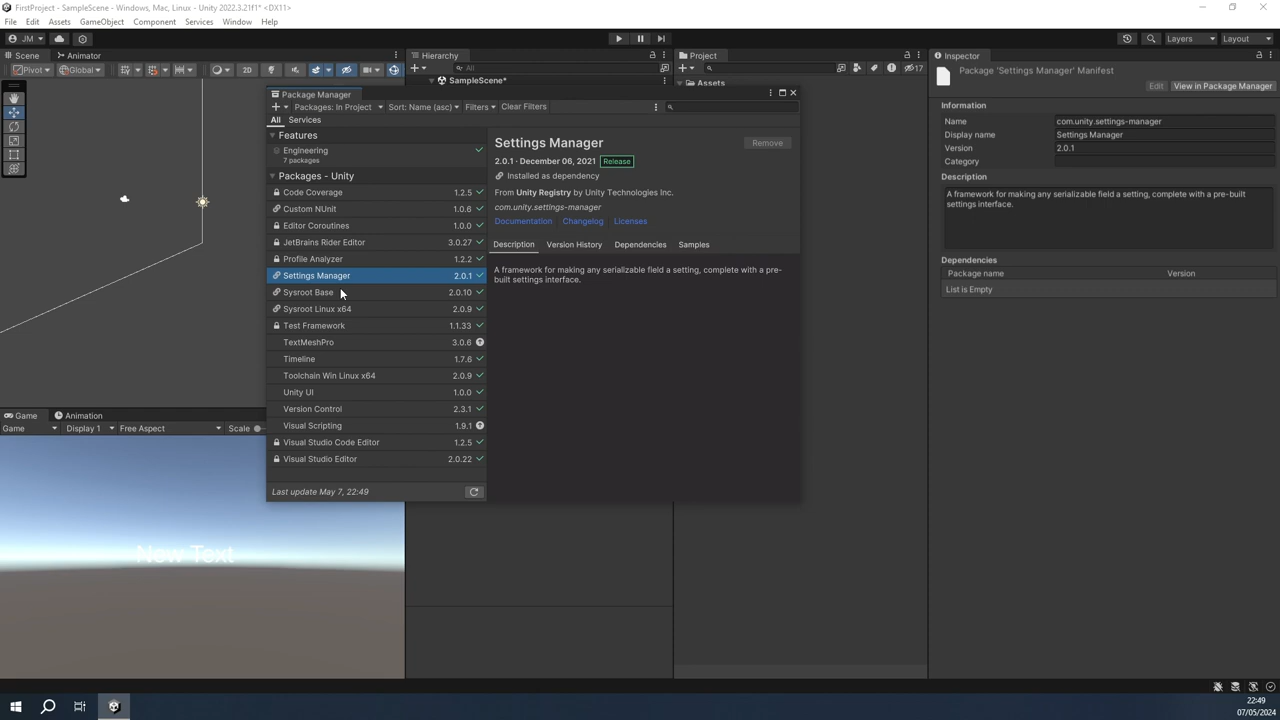 FirstProject - SampleScene - Windows, Mac, Linux - Unity 2022.3.21f1* <DX11>
File Edit Assets GameObject Component Services Window Help
JM Layers Layout
Scene Animator
Pivot Global 2D
Hierarchy
All
SampleScene*
Project
17
Assets
Package Manager
Packages: In Project Sort: Name (asc) Filters Clear Filters
All Services
Features
Engineering
7 packages
Packages - Unity
Code Coverage 1.2.5
Custom NUnit 1.0.6
Editor Coroutines 1.0.0
JetBrains Rider Editor 3.0.27
Profile Analyzer 1.2.2
Settings Manager 2.0.1
Sysroot Base 2.0.10
Sysroot Linux x64 2.0.9
Test Framework 1.1.33
TextMeshPro 3.0.6
Timeline 1.7.6
Toolchain Win Linux x64 2.0.9
Unity UI 1.0.0
Version Control 2.3.1
Visual Scripting 1.9.1
Visual Studio Code Editor 1.2.5
Visual Studio Editor 2.0.22
Last update May 7, 22:49
Settings Manager
Remove
2.0.1 · December 06, 2021 Release
Installed as dependency
From Unity Registry by Unity Technologies Inc.
com.unity.settings-manager
Documentation Changelog Licenses
Description Version History Dependencies Samples
A framework for making any serializable field a setting, complete with a pre-
built settings interface.
Inspector
Package 'Settings Manager' Manifest
Edit View in Package Manager
Information
Name com.unity.settings-manager
Display name Settings Manager
Version 2.0.1
Category
Description
A framework for making any serializable field a setting, complete with a pre-built
settings interface.
Dependencies
Package name Version
List is Empty
Game Animation
Game Display 1 Free Aspect Scale
New Text
22:49
07/05/2024